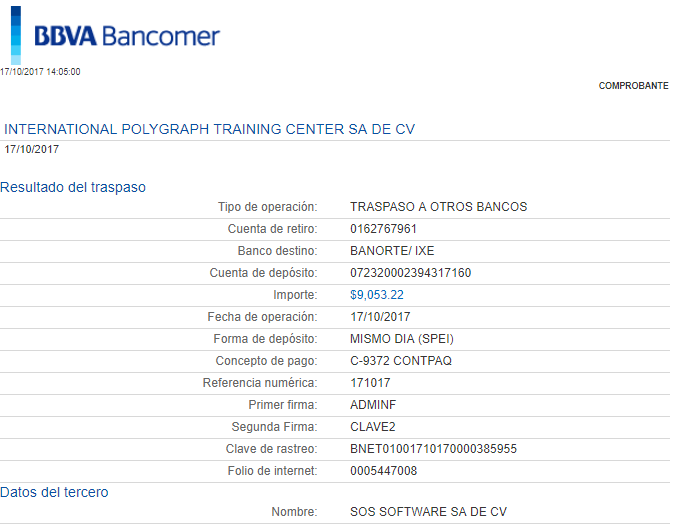 BBVA Bancomer
17/10/2017 14:05:00
COMPROBANTE
INTERNATIONAL POLYGRAPH TRAINING CENTER SA DE CV
17/10/2017
Resultado del traspaso
Tipo de operación: TRASPASO A OTROS BANCOS
Cuenta de retiro: 0162767961
Banco destino: BANORTE/ IXE
Cuenta de depósito: 072320002394317160
Importe: $9,053.22
Fecha de operación: 17/10/2017
Forma de depósito: MISMO DIA (SPEI)
Concepto de pago: C-9372 CONTPAQ
Referencia numérica: 171017
Primer firma: ADMINF
Segunda Firma: CLAVE2
Clave de rastreo: BNET01001710170000385955
Folio de internet: 0005447008
Datos del tercero
Nombre: SOS SOFTWARE SA DE CV